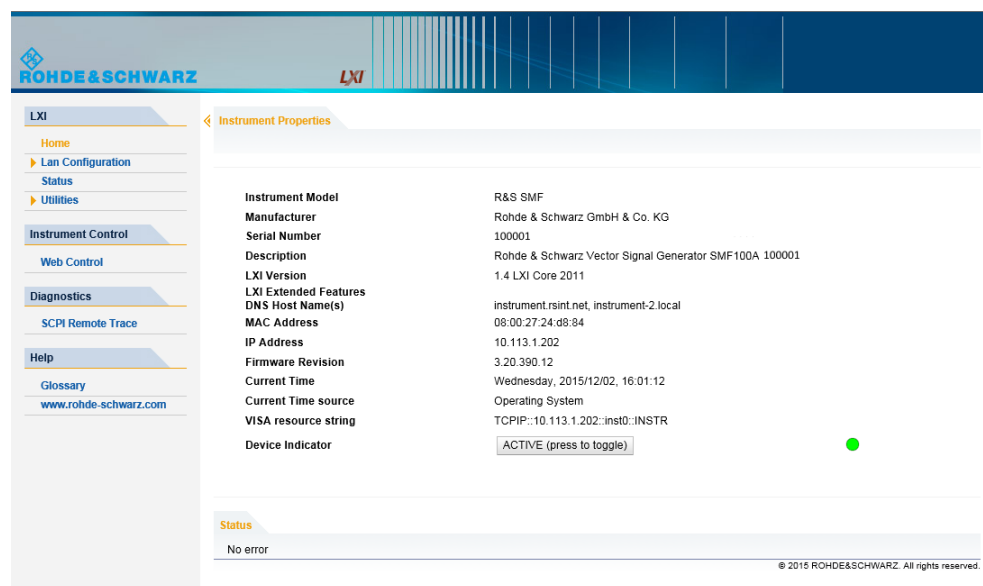 ROHDE&SCHWARZ
LXI
LXI
Home
Lan Configuration
Status
Utilities
Instrument Control
Web Control
Diagnostics
SCPI Remote Trace
Help
Glossary
www.rohde-schwarz.com
Instrument Properties
Instrument Model R&S SMF
Manufacturer Rohde & Schwarz GmbH & Co. KG
Serial Number 100001
Description Rohde & Schwarz Vector Signal Generator SMF100A 100001
LXI Version 1.4 LXI Core 2011
LXI Extended Features
DNS Host Name(s) instrument.rsint.net, instrument-2.local
MAC Address 08:00:27:24:d8:84
IP Address 10.113.1.202
Firmware Revision 3.20.390.12
Current Time Wednesday, 2015/12/02, 16:01:12
Current Time source Operating System
VISA resource string TCPIP::10.113.1.202::inst0::INSTR
Device Indicator ACTIVE (press to toggle)
Status
No error
© 2015 ROHDE&SCHWARZ. All rights reserved.